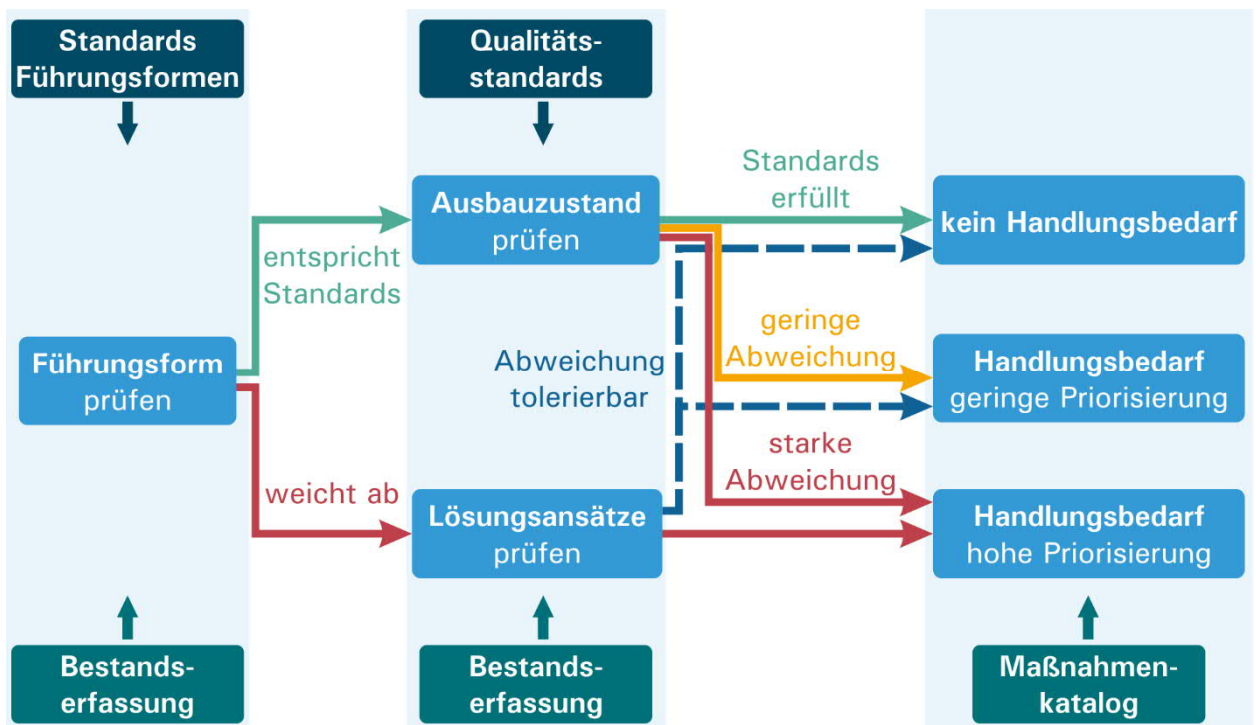 Standards
Führungsformen
Qualitäts-
standards
Führungsform
prüfen
entspricht
Standards
weicht ab
Ausbauzustand
prüfen
Lösungsansätze
prüfen
Standards
erfüllt
geringe
Abweichung
Abweichung
tolerierbar
starke
Abweichung
kein Handlungsbedarf
Handlungsbedarf
geringe Priorisierung
Handlungsbedarf
hohe Priorisierung
Bestands-
erfassung
Bestands-
erfassung
Maßnahmen-
katalog